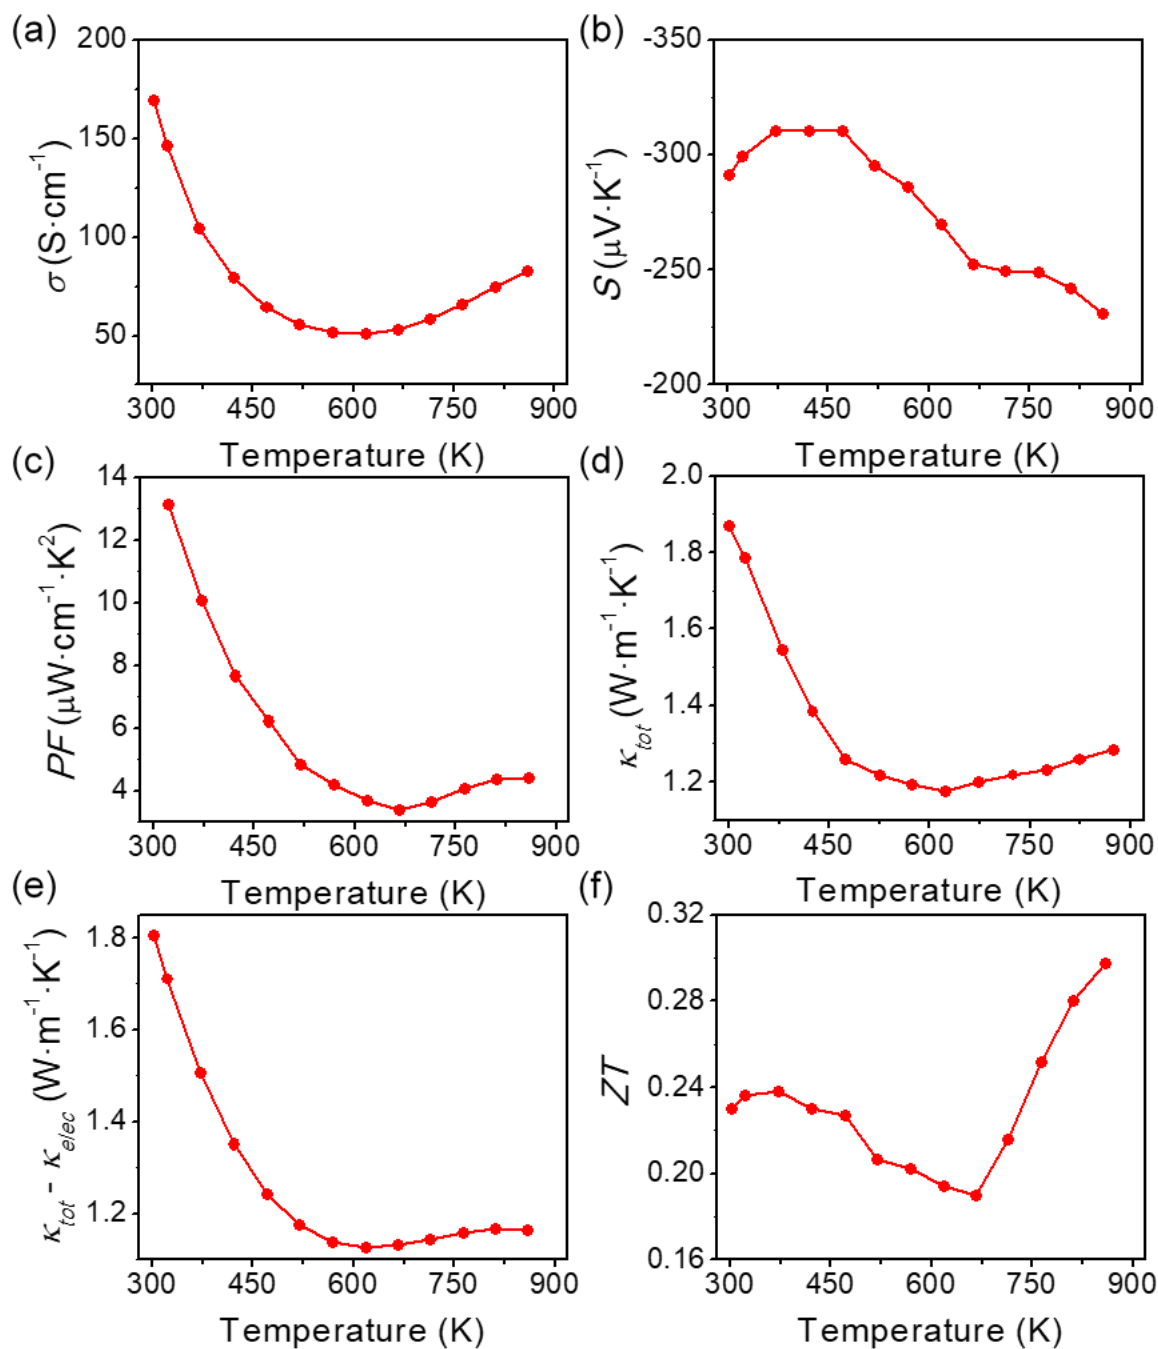 (a)
200
150
100
50
σ (S·cm⁻¹)
300 450 600 750 900
Temperature (K)
(b)
-350
-300
-250
-200
S (μV·K⁻¹)
300 450 600 750 900
Temperature (K)
(c)
14
12
10
8
6
4
PF (μW·cm⁻¹·K²)
300 450 600 750 900
Temperature (K)
(d)
2.0
1.8
1.6
1.4
1.2
κtot (W·m⁻¹·K⁻¹)
300 450 600 750 900
Temperature (K)
(e)
1.8
1.6
1.4
1.2
κtot - κelec (W·m⁻¹·K⁻¹)
300 450 600 750 900
Temperature (K)
(f)
0.32
0.28
0.24
0.20
0.16
ZT
300 450 600 750 900
Temperature (K)